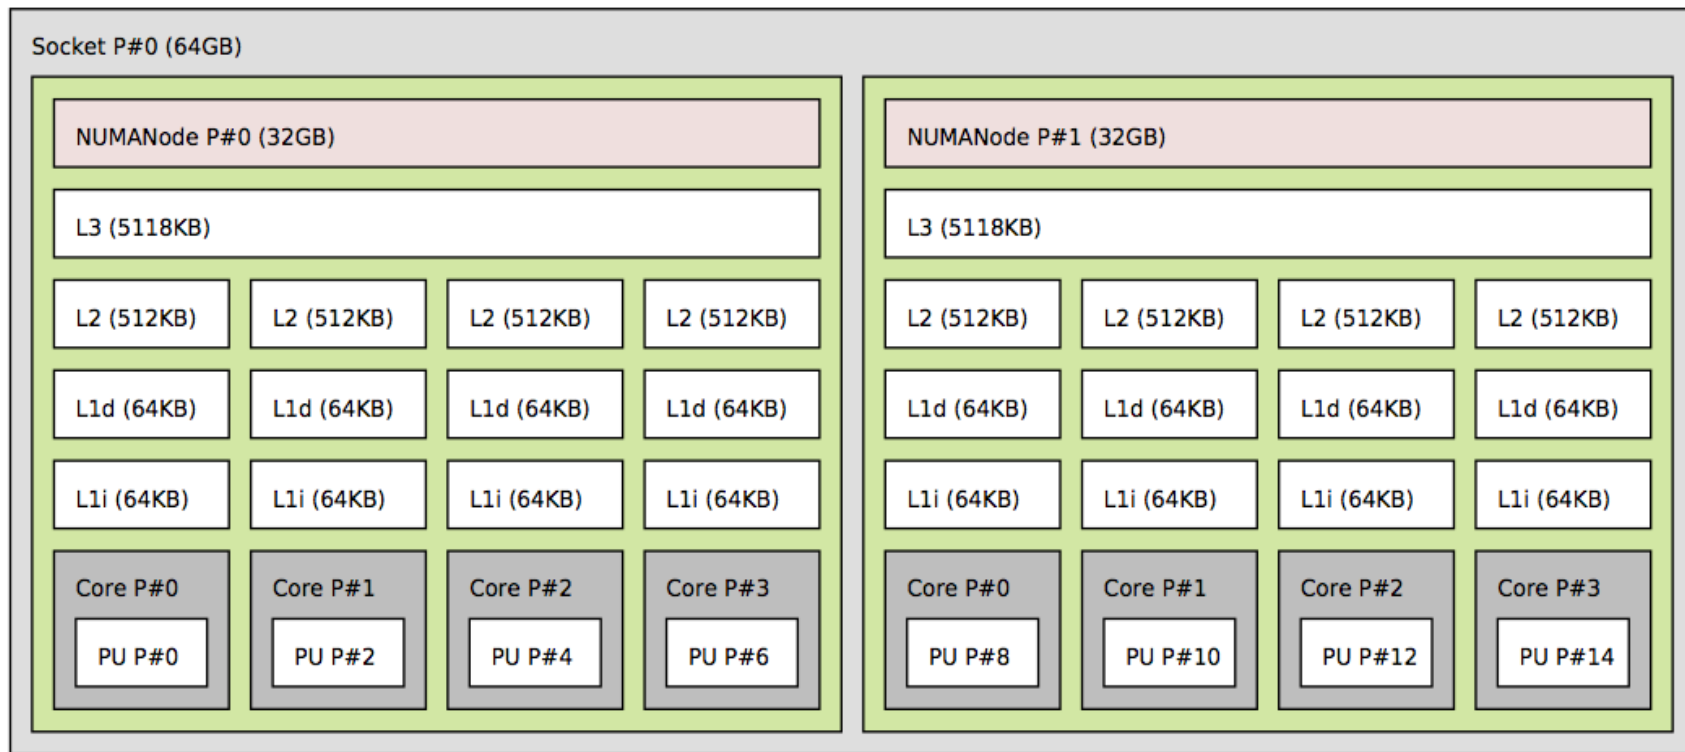 Socket P#0 (64GB)
NUMANode P#0 (32GB)
NUMANode P#1 (32GB)
L3 (5118KB)
L3 (5118KB)
L2 (512KB) L2 (512KB) L2 (512KB) L2 (512KB)
L2 (512KB) L2 (512KB) L2 (512KB) L2 (512KB)
L1d (64KB) L1d (64KB) L1d (64KB) L1d (64KB)
L1d (64KB) L1d (64KB) L1d (64KB) L1d (64KB)
L1i (64KB) L1i (64KB) L1i (64KB) L1i (64KB)
L1i (64KB) L1i (64KB) L1i (64KB) L1i (64KB)
Core P#0 Core P#1 Core P#2 Core P#3
Core P#0 Core P#1 Core P#2 Core P#3
PU P#0 PU P#2 PU P#4 PU P#6
PU P#8 PU P#10 PU P#12 PU P#14